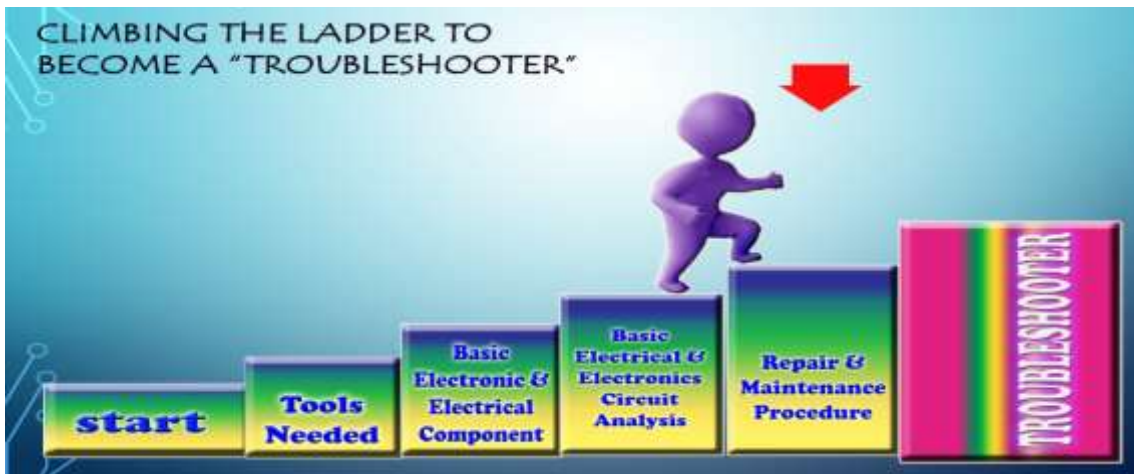 CLIMBING THE LADDER TO
BECOME A "TROUBLESHOOTER"
start
Tools
Needed
Basic
Electronic &
Electrical
Component
Basic
Electrical &
Electronics
Circuit
Analysis
Repair &
Maintenance
Procedure
TROUBLESHOOTER